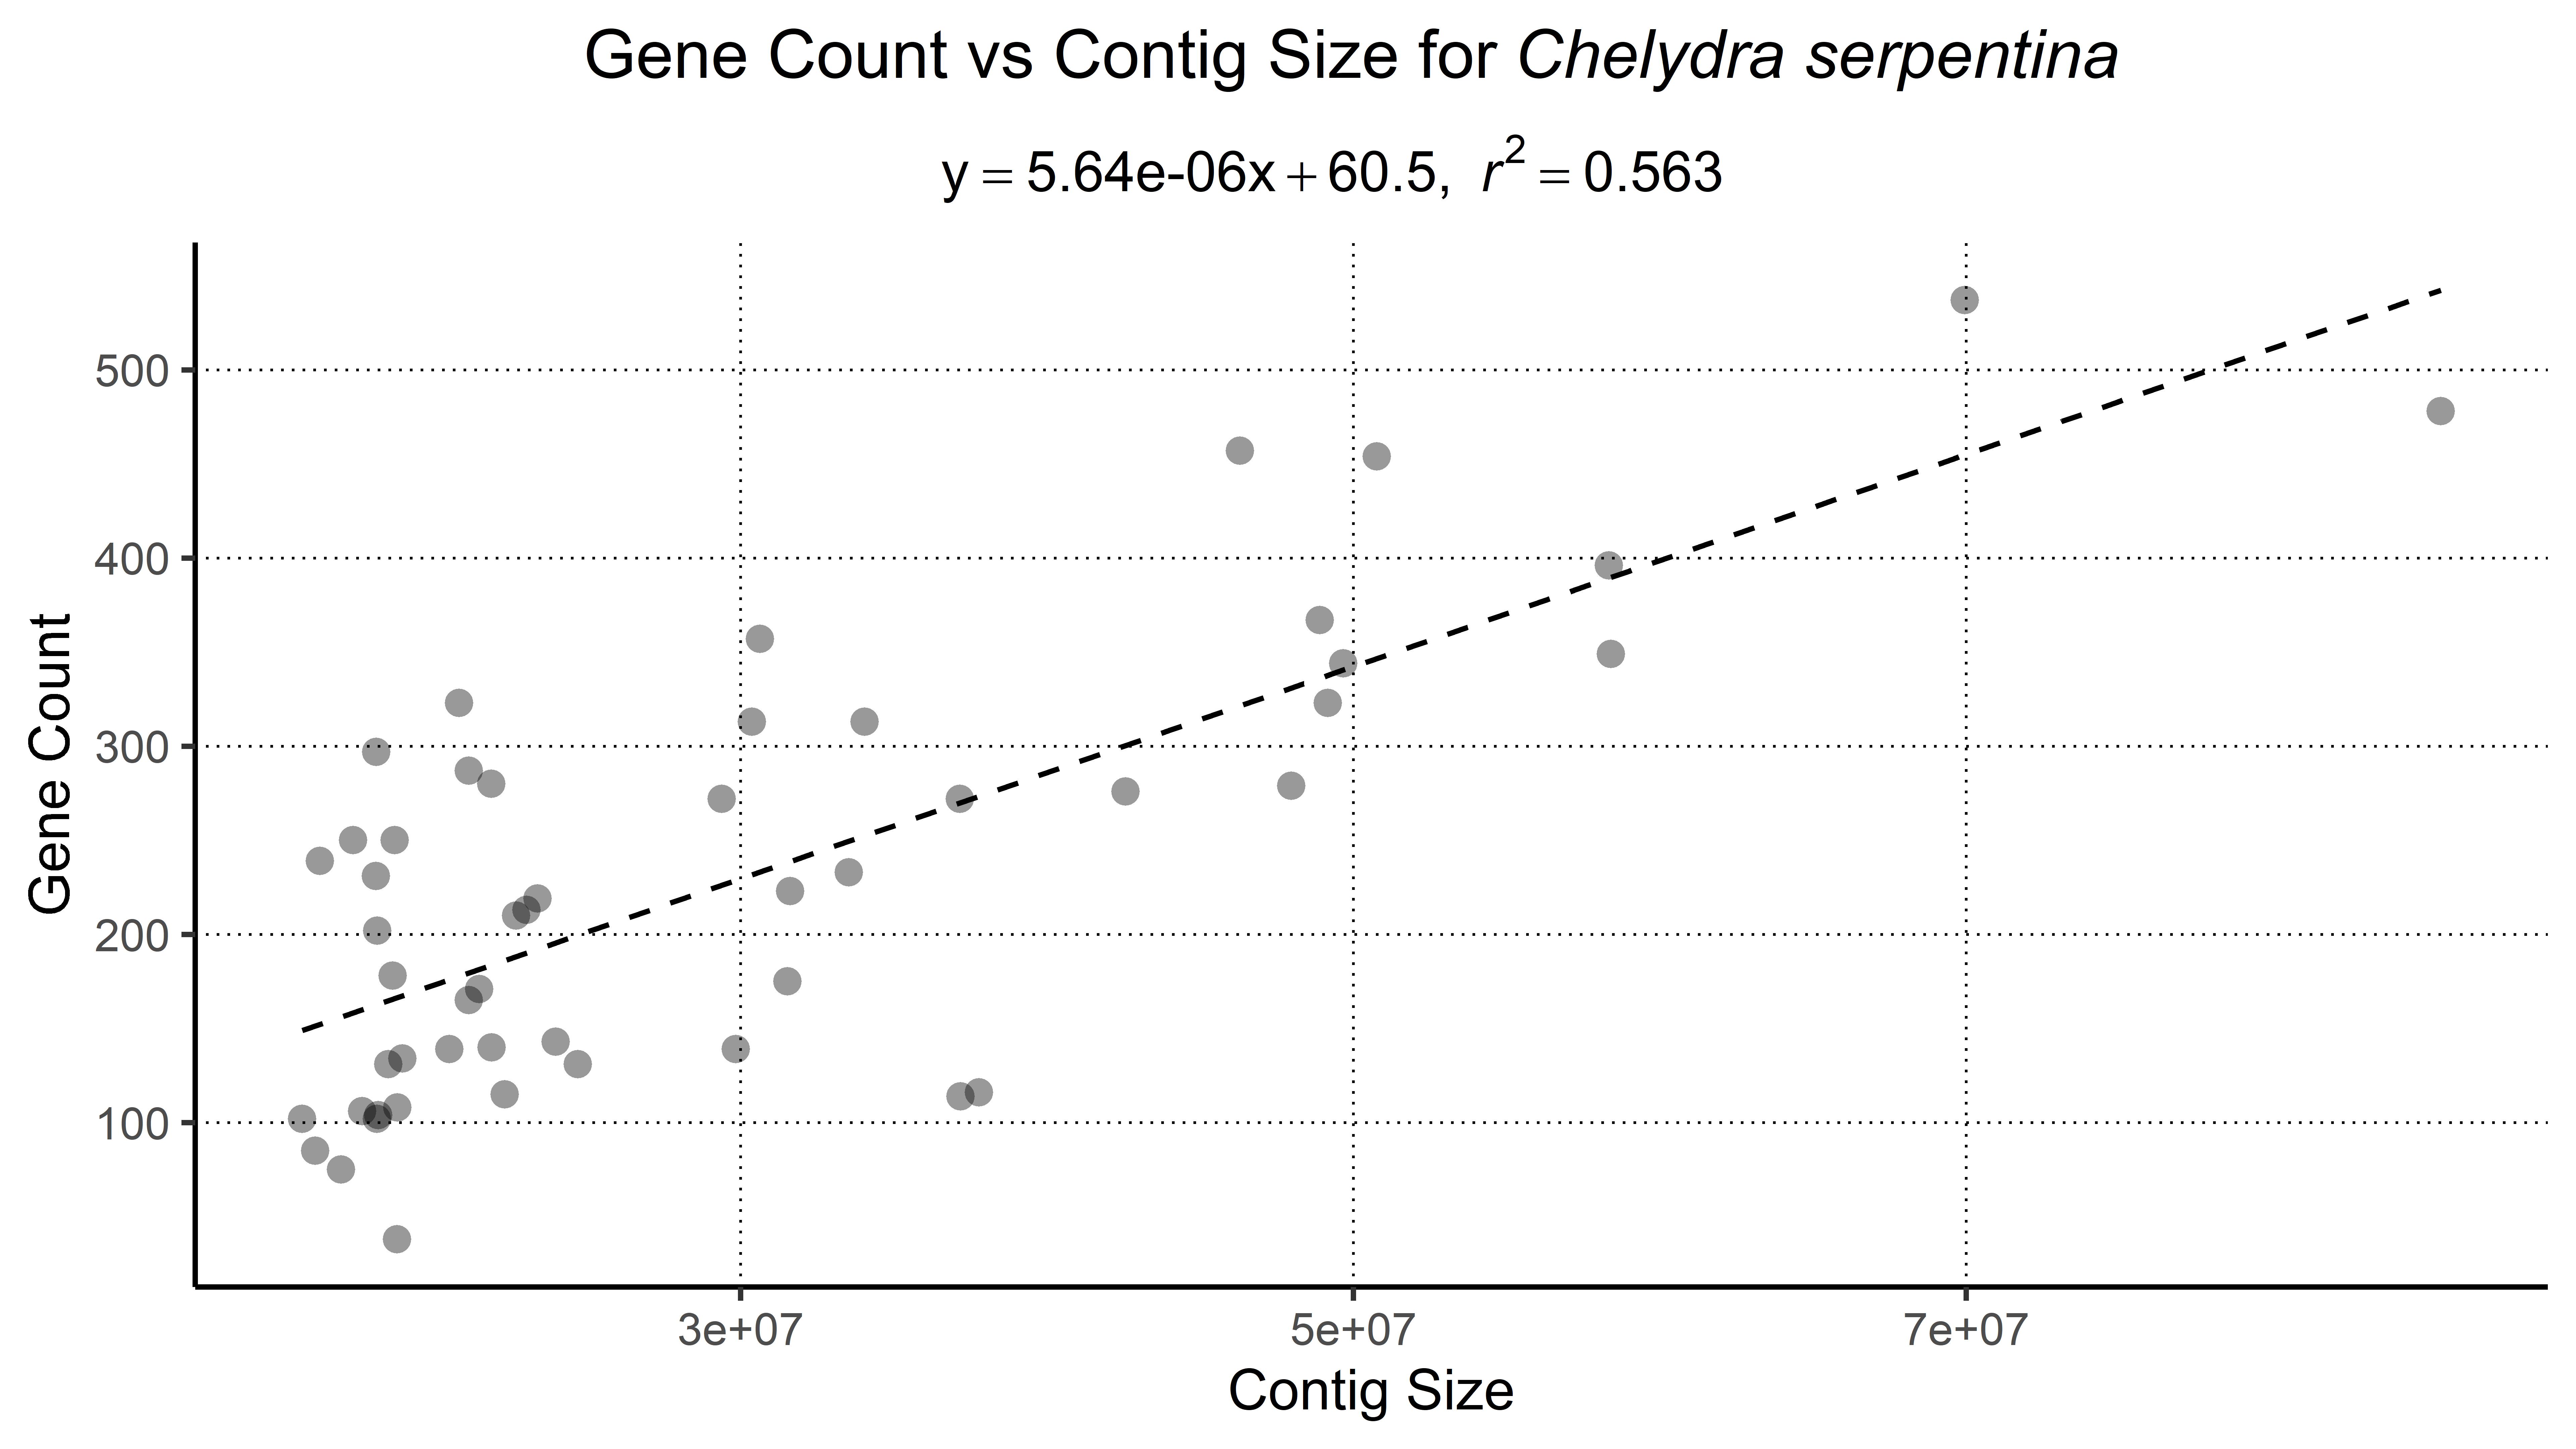 Gene Count vs Contig Size for Chelydra serpentina
y = 5.64e-06x + 60.5, r² = 0.563
500
400
300
200
100
Gene Count
3e+07 5e+07 7e+07
Contig Size